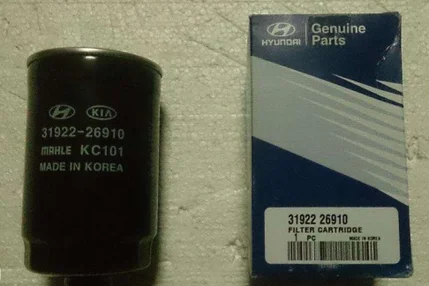 HYUNDAI
Genuine
Parts
KIA
31922-26910
MAHLE KC101
MADE IN KOREA
31922 26910
FILTER CARTRIDGE
1 PC MADE IN KOREA